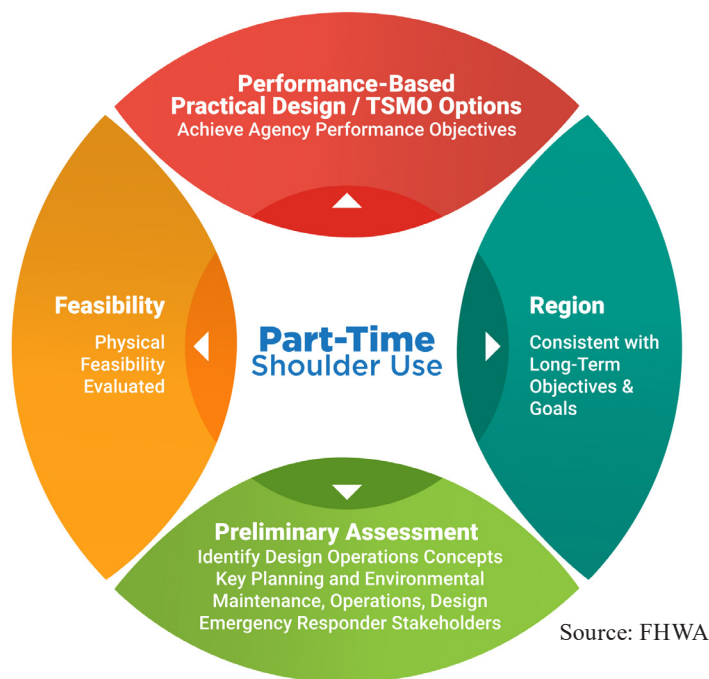 Performance-Based
Practical Design / TSMO Options
Achieve Agency Performance Objectives
Feasibility
Physical
Feasibility
Evaluated
Part-Time
Shoulder Use
Region
Consistent with
Long-Term
Objectives &
Goals
Preliminary Assessment
Identify Design Operations Concepts
Key Planning and Environmental
Maintenance, Operations, Design
Emergency Responder Stakeholders
Source: FHWA